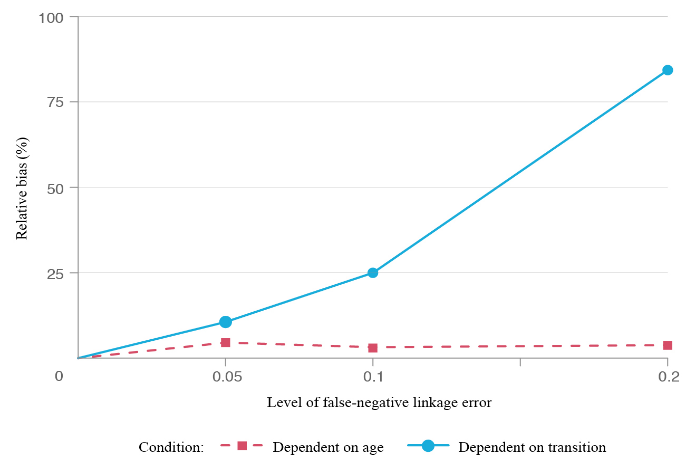 100
75
Relative bias (%)
50
25
0
0.05
0.1
0.2
Level of false-negative linkage error
Condition: Dependent on age Dependent on transition